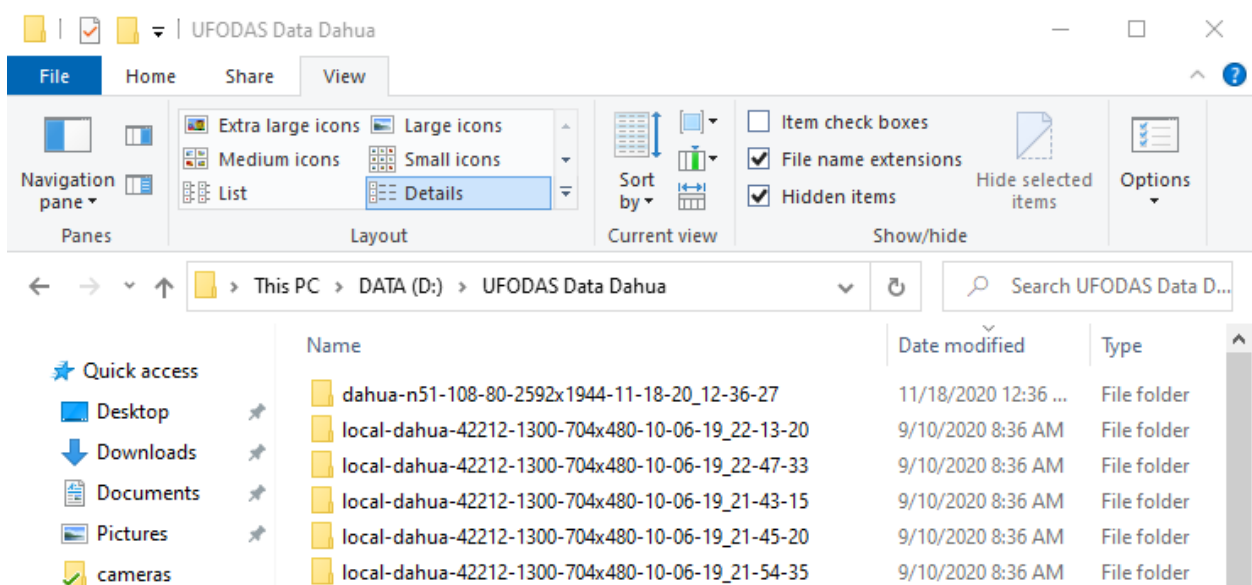 UFODAS Data Dahua
File Home Share View
Navigation pane
Extra large icons Large icons
Medium icons Small icons
List Details
Sort by
Item check boxes
File name extensions
Hidden items
Hide selected items
Options
Panes Layout Current view Show/hide
This PC > DATA (D:) > UFODAS Data Dahua
Search UFODAS Data D...
Name Date modified Type
Quick access
Desktop
Downloads
Documents
Pictures
cameras
dahua-n51-108-80-2592x1944-11-18-20_12-36-27 11/18/2020 12:36 ... File folder
local-dahua-42212-1300-704x480-10-06-19_22-13-20 9/10/2020 8:36 AM File folder
local-dahua-42212-1300-704x480-10-06-19_22-47-33 9/10/2020 8:36 AM File folder
local-dahua-42212-1300-704x480-10-06-19_21-43-15 9/10/2020 8:36 AM File folder
local-dahua-42212-1300-704x480-10-06-19_21-45-20 9/10/2020 8:36 AM File folder
local-dahua-42212-1300-704x480-10-06-19_21-54-35 9/10/2020 8:36 AM File folder